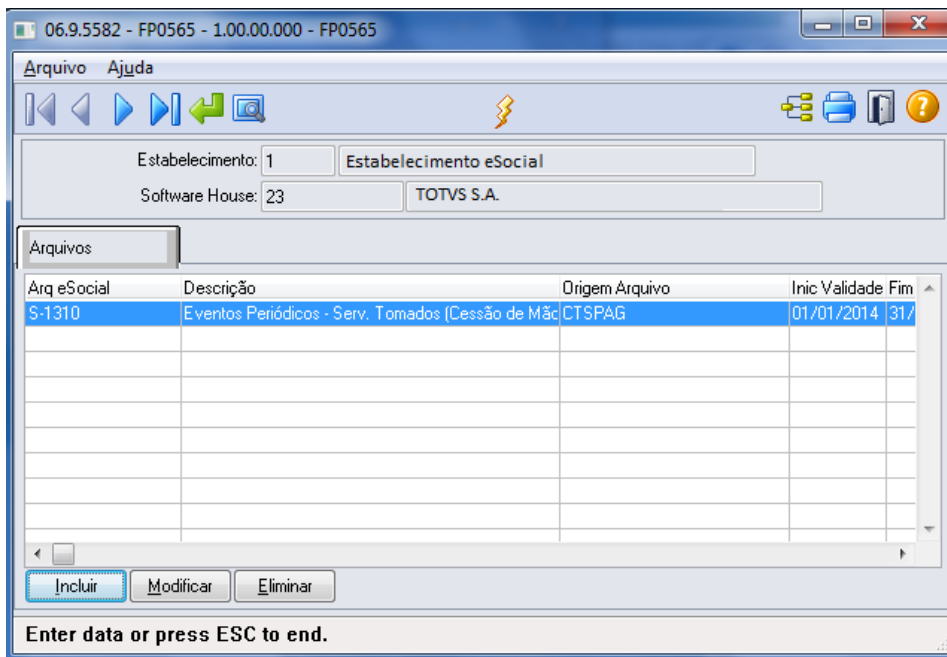 06.9.5582 - FP0565 - 1.00.00.000 - FP0565
Arquivo Ajuda
Estabelecimento: 1 Estabelecimento eSocial
Software House: 23 TOTVS S.A.
Arquivos
Arq eSocial Descrição Origem Arquivo Inic Validade Fim
S-1310 Eventos Periódicos - Serv. Tomados (Cessão de Mão CTSPAG 01/01/2014 31/
Incluir Modificar Eliminar
Enter data or press ESC to end.